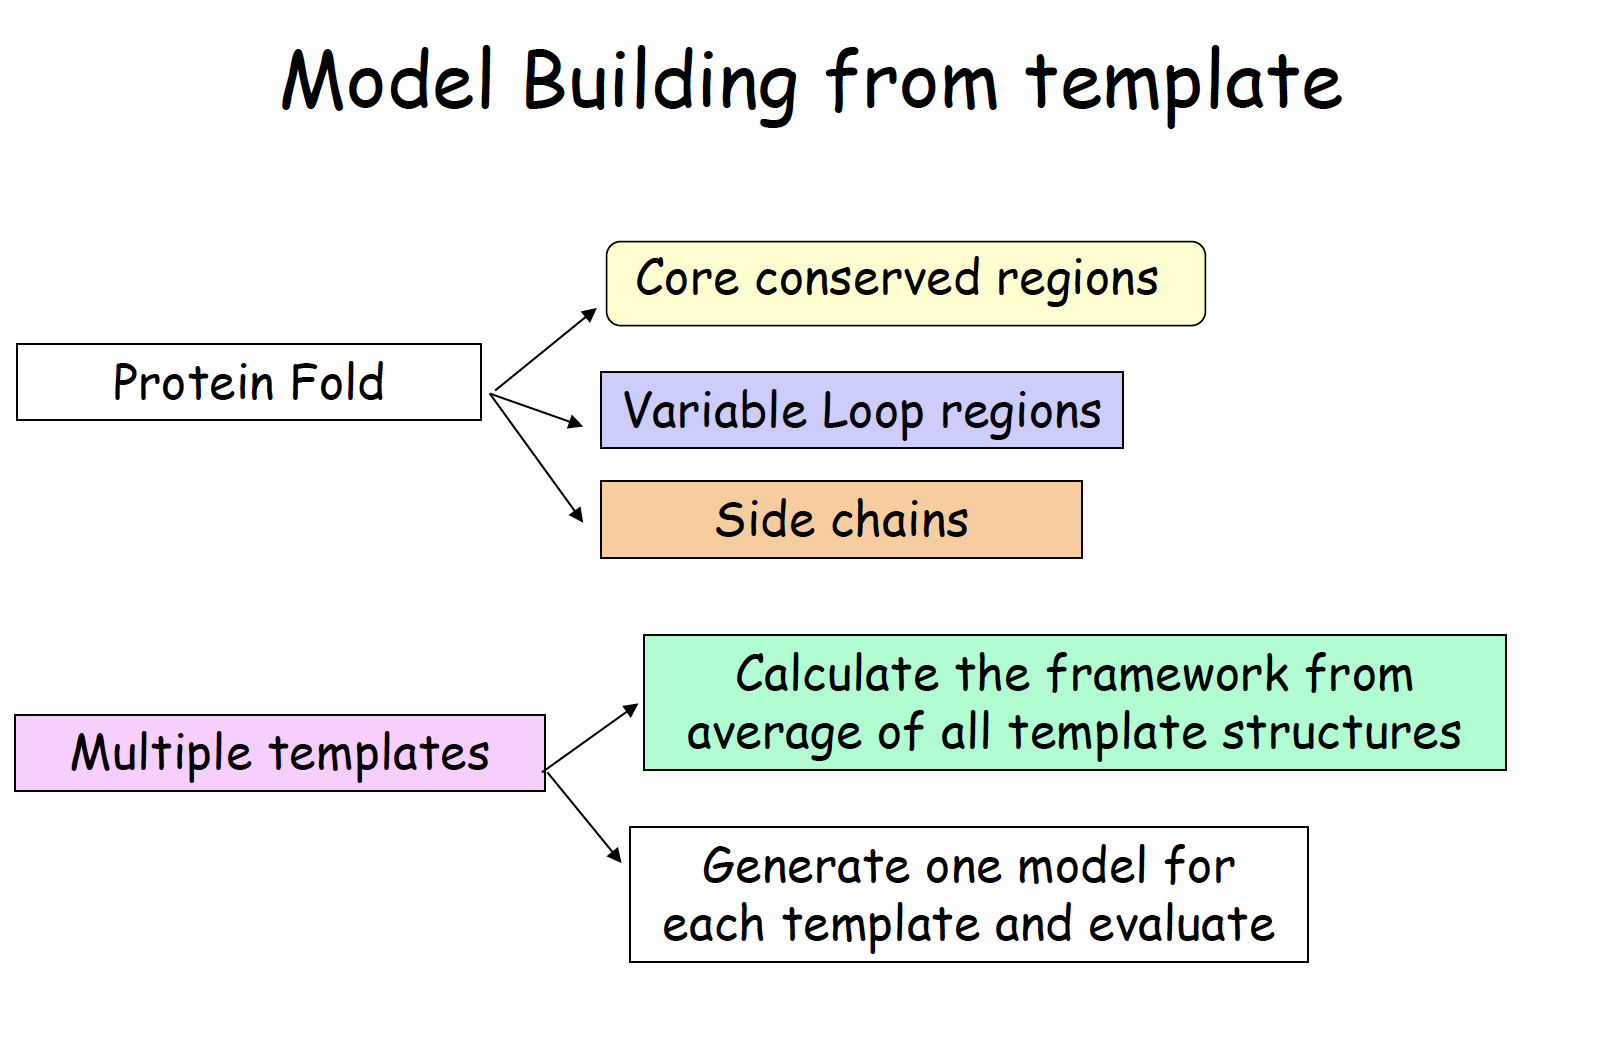 Model Building from template
Core conserved regions
Protein Fold
Variable Loop regions
Side chains
Calculate the framework from
average of all template structures
Multiple templates
Generate one model for
each template and evaluate